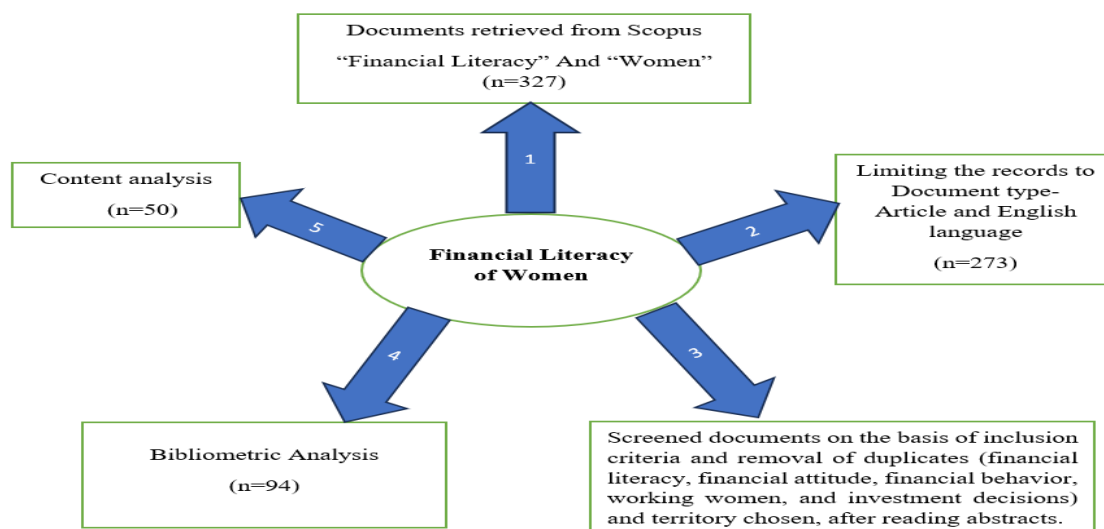 Documents retrieved from Scopus
“Financial Literacy” And “Women”
(n=327)
1
Limiting the records to
Document type-
Article and English
language
(n=273)
2
Content analysis
(n=50)
5
Financial Literacy
of Women
4
3
Bibliometric Analysis
(n=94)
Screened documents on the basis of inclusion
criteria and removal of duplicates (financial
literacy, financial attitude, financial behavior,
working women, and investment decisions)
and territory chosen, after reading abstracts.